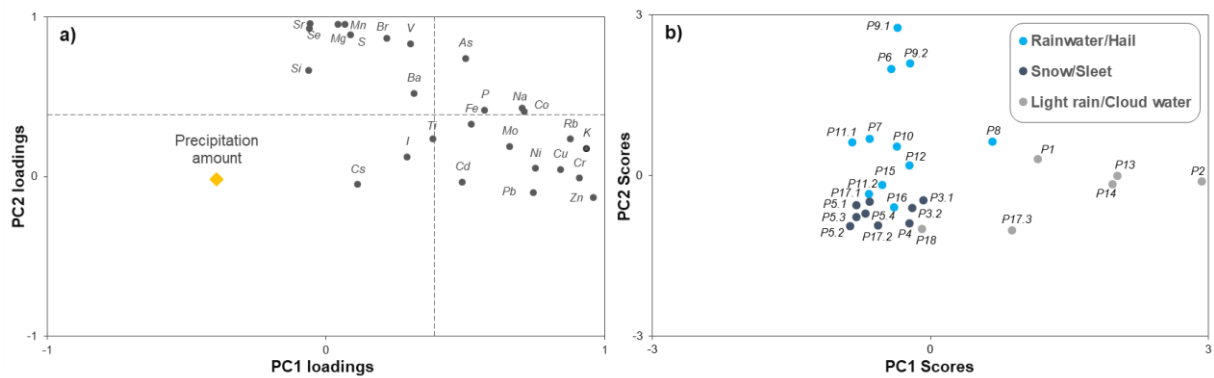 1
a)
Sr
Mn
Se
Mg
S
Br
V
As
Si
Ba
P
Na
Co
Fe
Precipitation
amount
Ti
I
Mo
Rb
K
Cs
Cd
Ni
Cu
Cr
Pb
Zn
PC2 loadings
0
-1
-1
0
1
PC1 loadings
3
b)
P9.1
P9.2
P6
Rainwater/Hail
Snow/Sleet
Light rain/Cloud water
P11.1
P7
P10
P8
P1
P12
P13
P15
P14
P2
P11.2
P17.1
P16
P3.1
P5.1
P5.3
P5.4
P3.2
P5.2
P17.2
P4
P18
P17.3
PC2 Scores
0
-3
-3
0
3
PC1 Scores